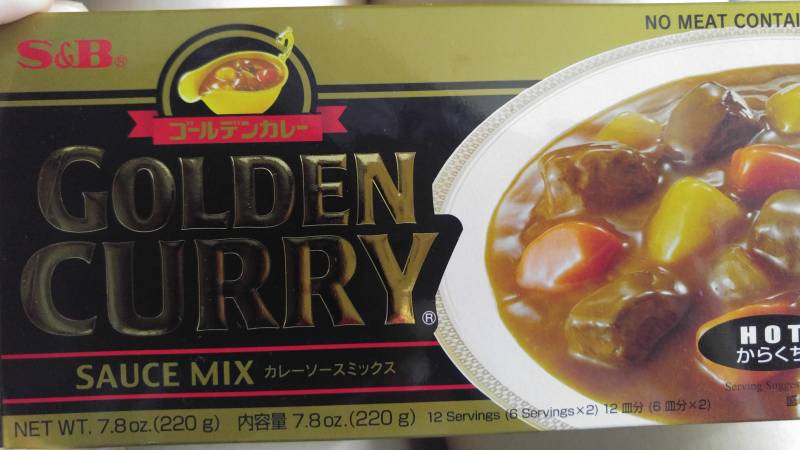 NO MEAT CONTAI
S&B®
ゴールデンカレー
GOLDEN
CURRY®
SAUCE MIX カレーソースミックス
HOT
からくち
Serving Sugges
NET WT. 7.8 oz.(220 g) 内容量 7.8 oz.(220 g) 12 Servings (6 Servings×2) 12 皿分 (6 皿分×2)